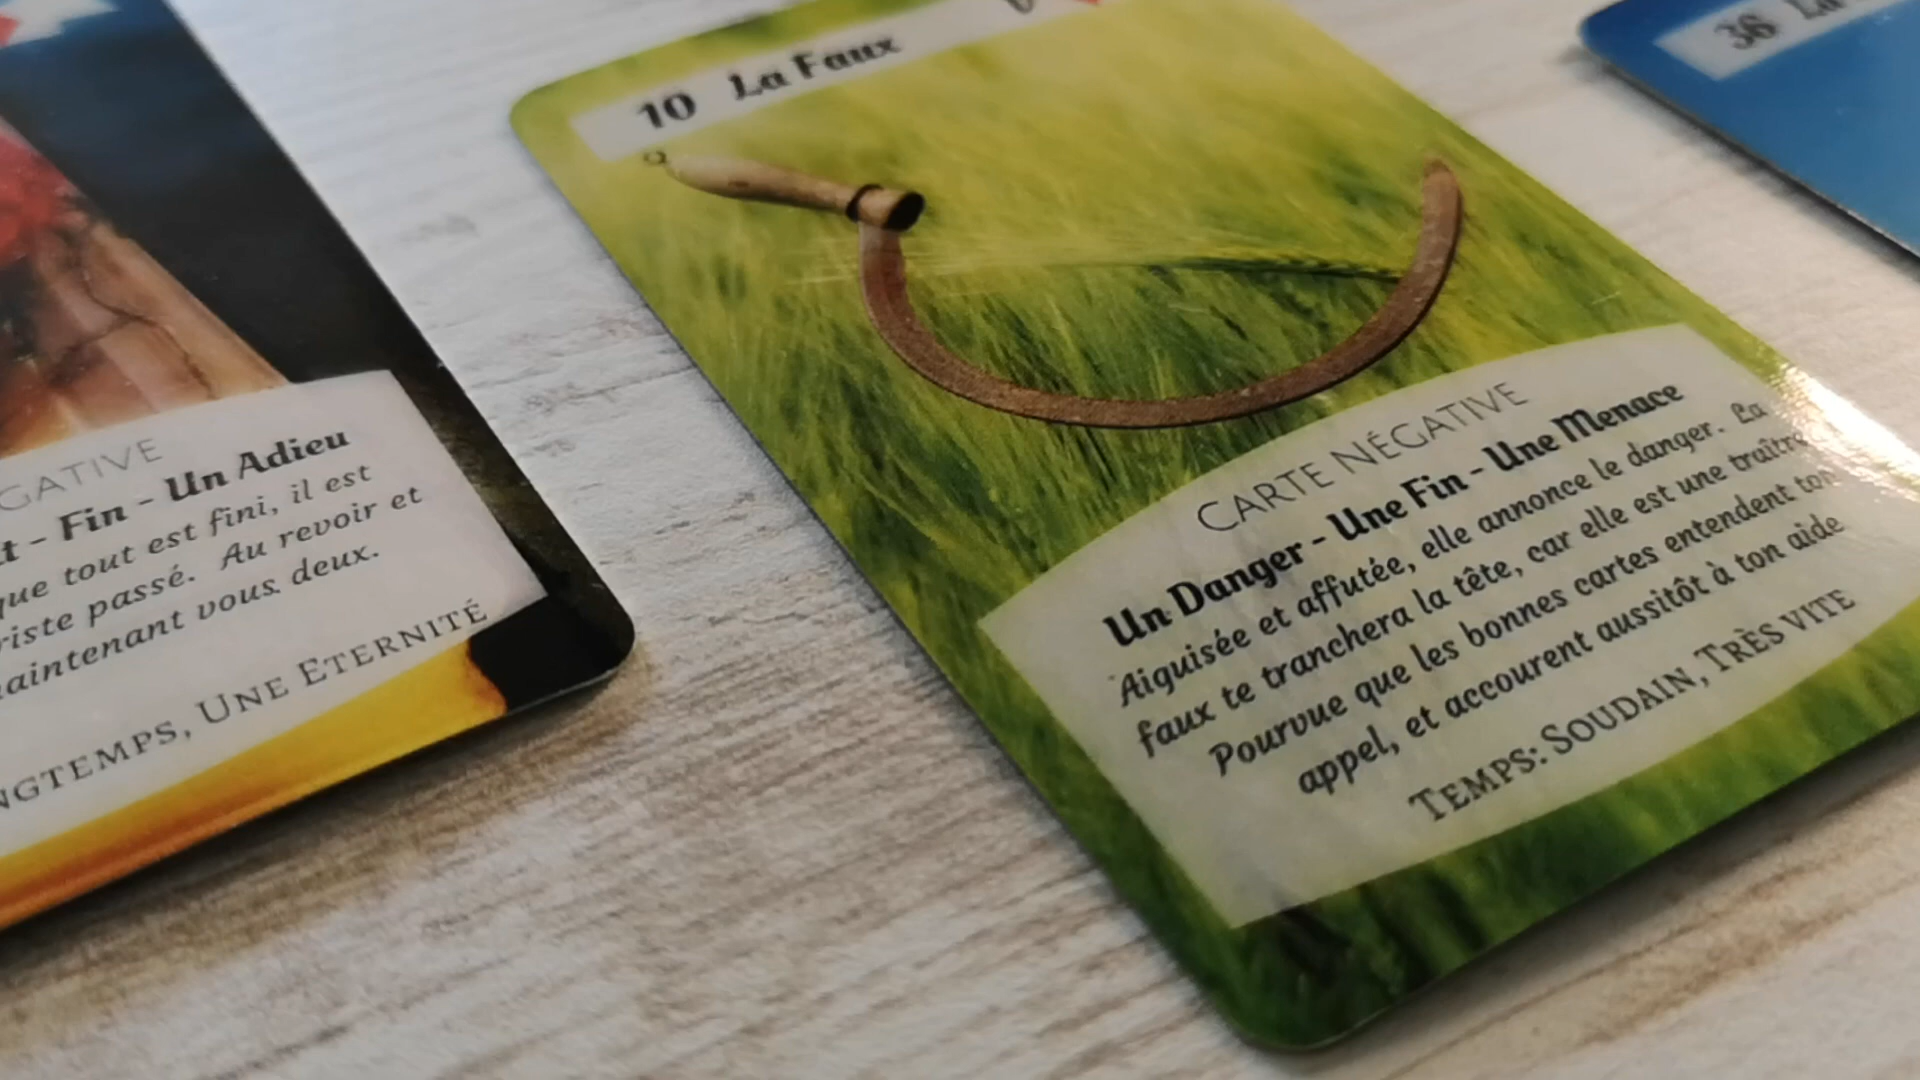 GATIVE
t - Fin - Un Adieu
que tout est fini, il est
riste passé. Au revoir et
aintenant vous deux.
NGTEMPS, UNE ETERNITÉ
10 La Faux
CARTE NÉGATIVE
Un Danger - Une Fin - Une Menace
Aiguisée et affutée, elle annonce le danger. La
faux te tranchera la tête, car elle est une traître
Pourvue que les bonnes cartes entendent ton
appel, et accourent aussitôt à ton aide
TEMPS: SOUDAIN, TRÈS VITE
36 La